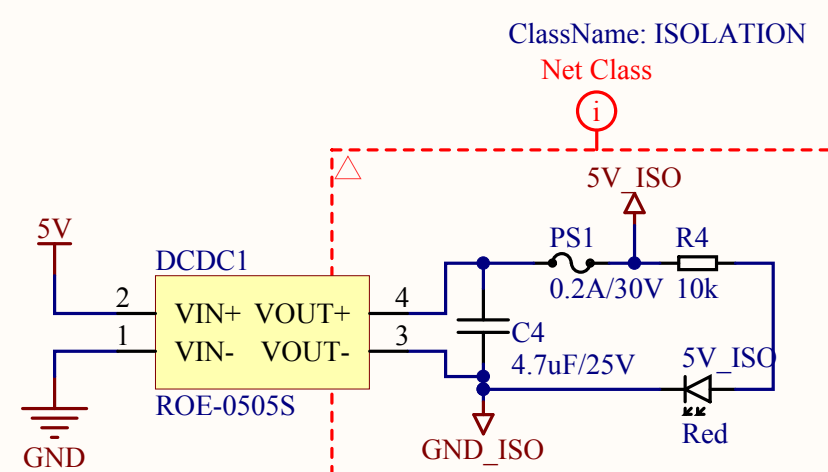 ClassName: ISOLATION
Net Class
i
5V_ISO
5V
DCDC1
PS1
R4
2
VIN+ VOUT+
4
0.2A/30V
10k
1
VIN- VOUT-
3
C4
4.7uF/25V
5V_ISO
ROE-0505S
GND
GND_ISO
Red